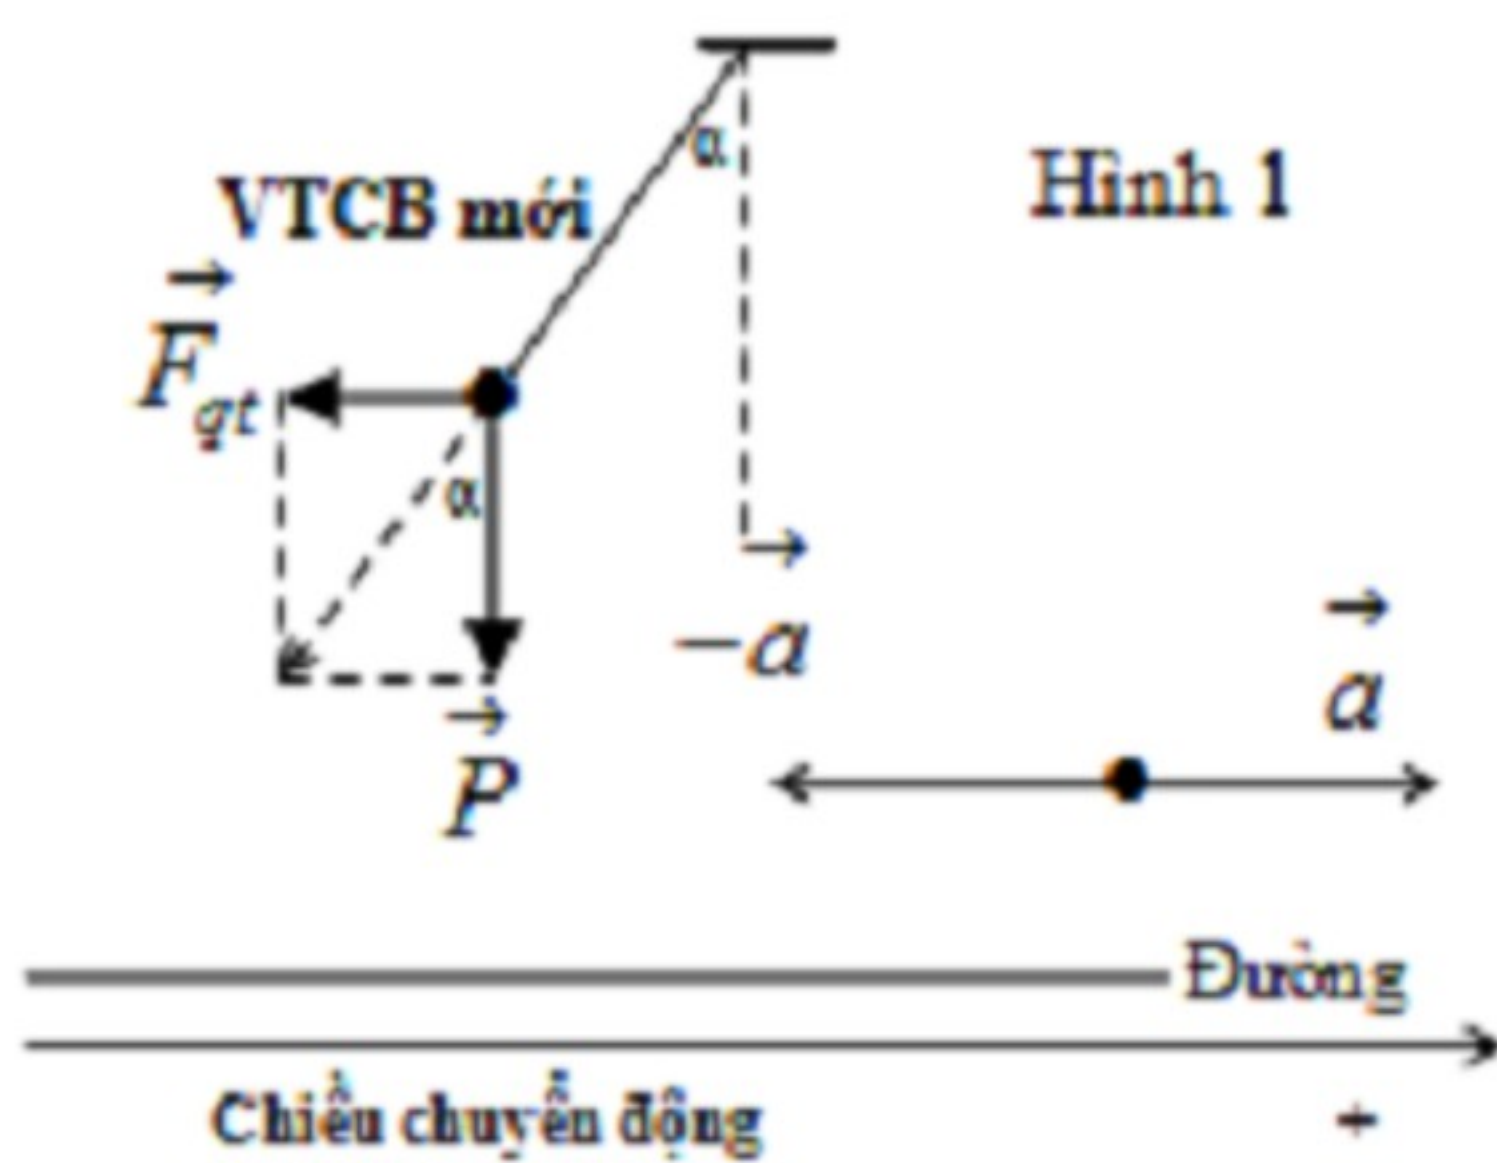 α
Hình 1
VTCB mới
F⃗qt
α
−a⃗
a⃗
P⃗
Đường
Chiều chuyển động
+